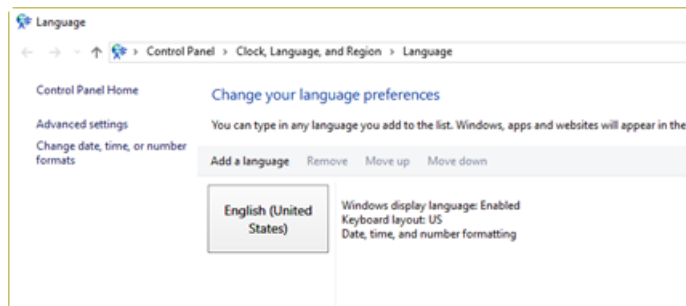 Language
Control Panel > Clock, Language, and Region > Language
Control Panel Home
Advanced settings
Change date, time, or number
formats
Change your language preferences
You can type in any language you add to the list. Windows, apps and websites will appear in the
Add a language Remove Move up Move down
English (United
States)
Windows display language: Enabled
Keyboard layout: US
Date, time, and number formatting